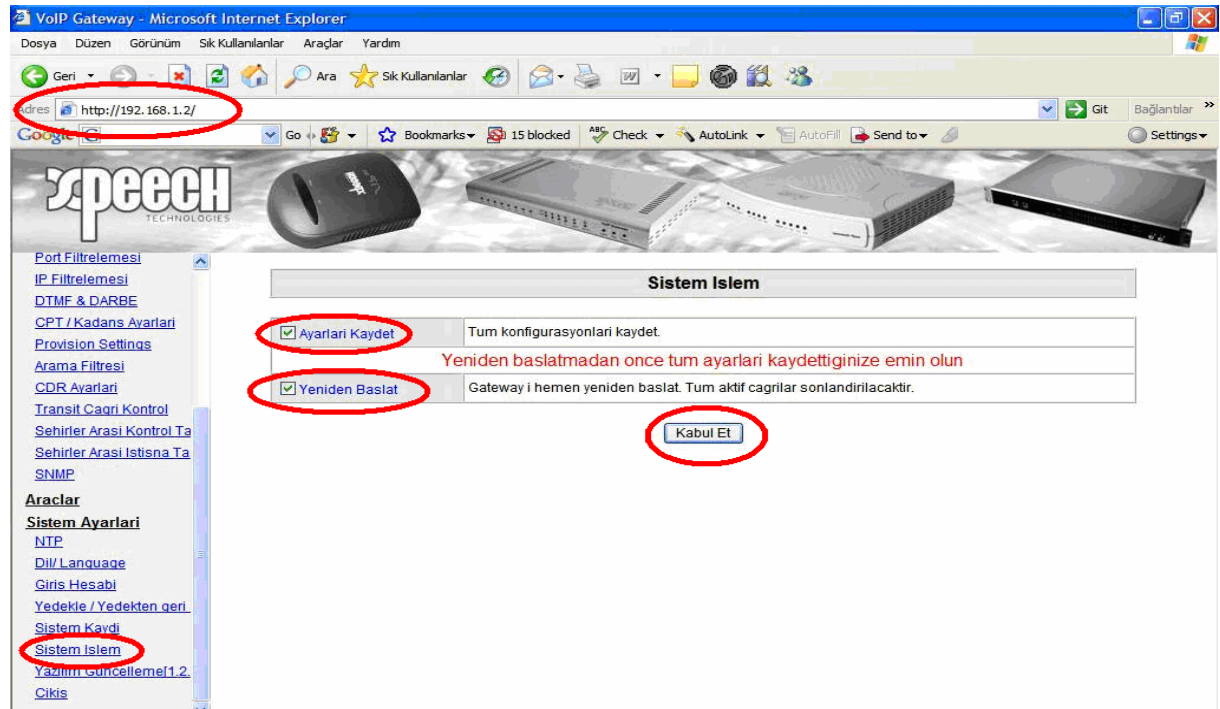 VoIP Gateway - Microsoft Internet Explorer
Dosya Düzen Görünüm Sık Kullanılanlar Araçlar Yardım
Geri Ara Sık Kullanılanlar
Adres http://192.168.1.2/ Git Bağlantılar »
Google Go Bookmarks 15 blocked Check AutoLink AutoFill Send to Settings
Xpeech
TECHNOLOGIES
Port Filtrelemesi
IP Filtrelemesi
DTMF & DARBE
CPT / Kadans Ayarlari
Provision Settings
Arama Filtresi
CDR Ayarlari
Transit Cagri Kontrol
Sehirler Arasi Kontrol Ta
Sehirler Arasi Istisna Ta
SNMP
Araclar
Sistem Ayarlari
NTP
Dil/ Language
Giris Hesabi
Yedekle / Yedekten geri
Sistem Kaydi
Sistem Islem
Yazilim Guncelleme[1.2.
Cikis
Sistem Islem
Ayarlari Kaydet Tum konfigurasyonlari kaydet.
Yeniden baslatmadan once tum ayarlari kaydettiginize emin olun
Yeniden Baslat Gateway i hemen yeniden baslat. Tum aktif cagrilar sonlandirilacaktir.
Kabul Et